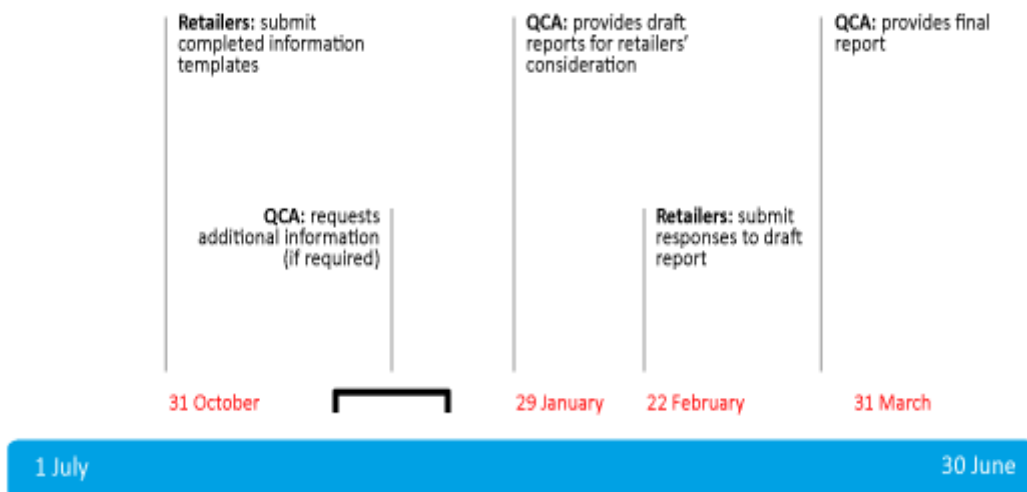 Retailers: submit
completed information
templates
QCA: provides draft
reports for retailers'
consideration
QCA: provides final
report
QCA: requests
additional information
(if required)
Retailers: submit
responses to draft
report
31 October
29 January
22 February
31 March
1 July
30 June